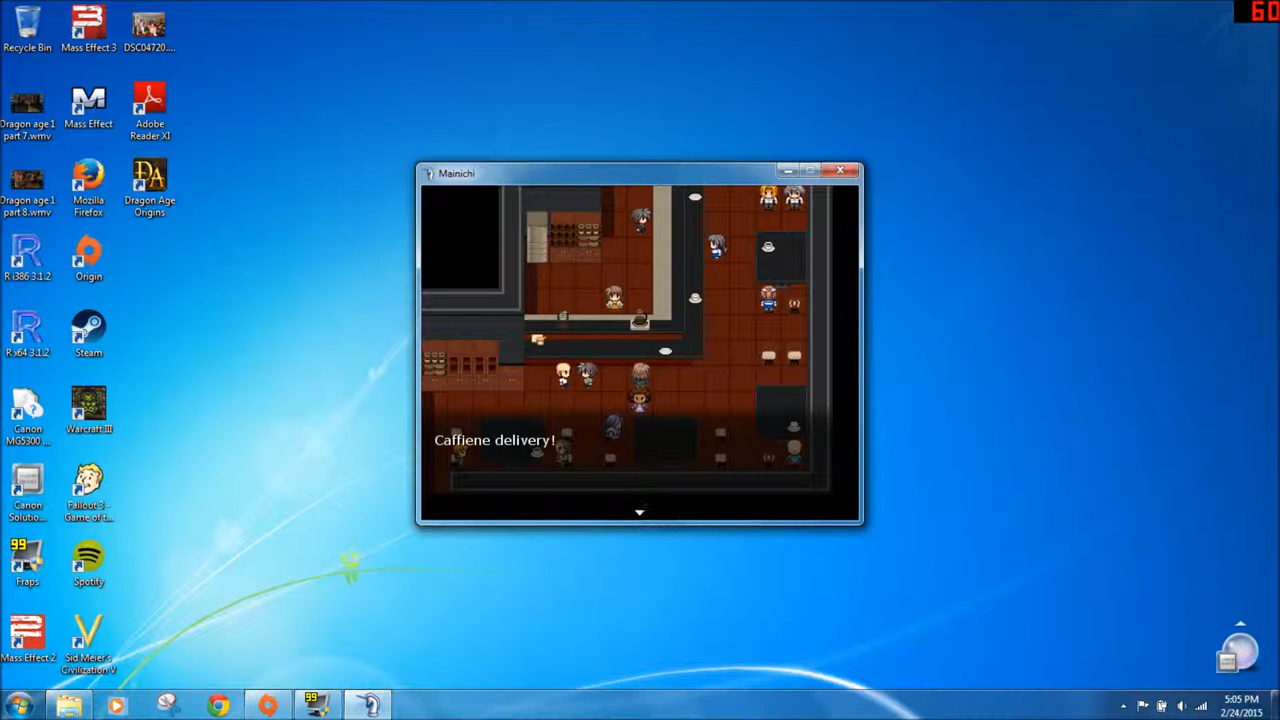 60
Recycle Bin
Mass Effect 3
DSC04720....
Dragon age 1
part 7.wmv
Mass Effect
Adobe
Reader XI
Dragon age 1
part 8.wmv
Mozilla
Firefox
Dragon Age
Origins
R i386 3.1.2
Origin
R x64 3.1.2
Steam
Canon
MG5300 ...
Warcraft III
Canon
Solutio...
Fallout 3 -
Game of t...
99
Fraps
Spotify
Mass Effect 2
Sid Meier's
Civilization V
Mainichi
Caffiene delivery!
99
5:05 PM
2/24/2015